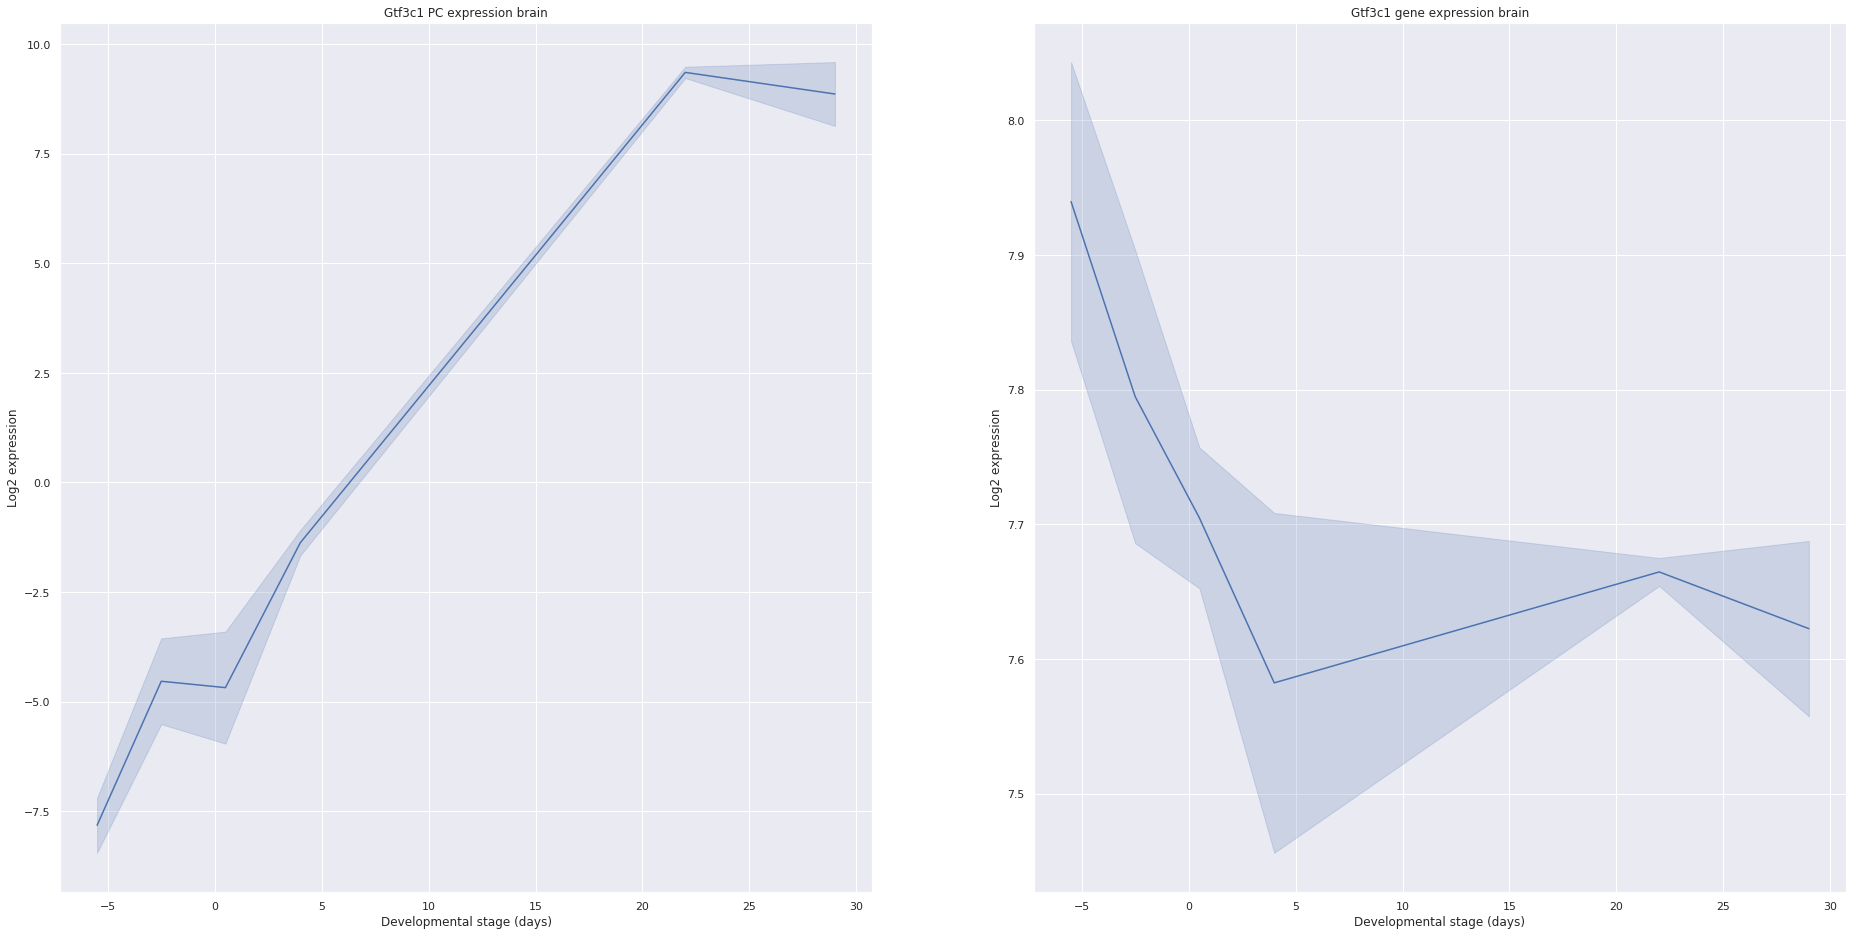 Gtf3c1 PC expression brain
10.0
7.5
5.0
2.5
0.0
−2.5
−5.0
−7.5
Log2 expression
−5 0 5 10 15 20 25 30
Developmental stage (days)
Gtf3c1 gene expression brain
8.0
7.9
7.8
7.7
7.6
7.5
Log2 expression
−5 0 5 10 15 20 25 30
Developmental stage (days)